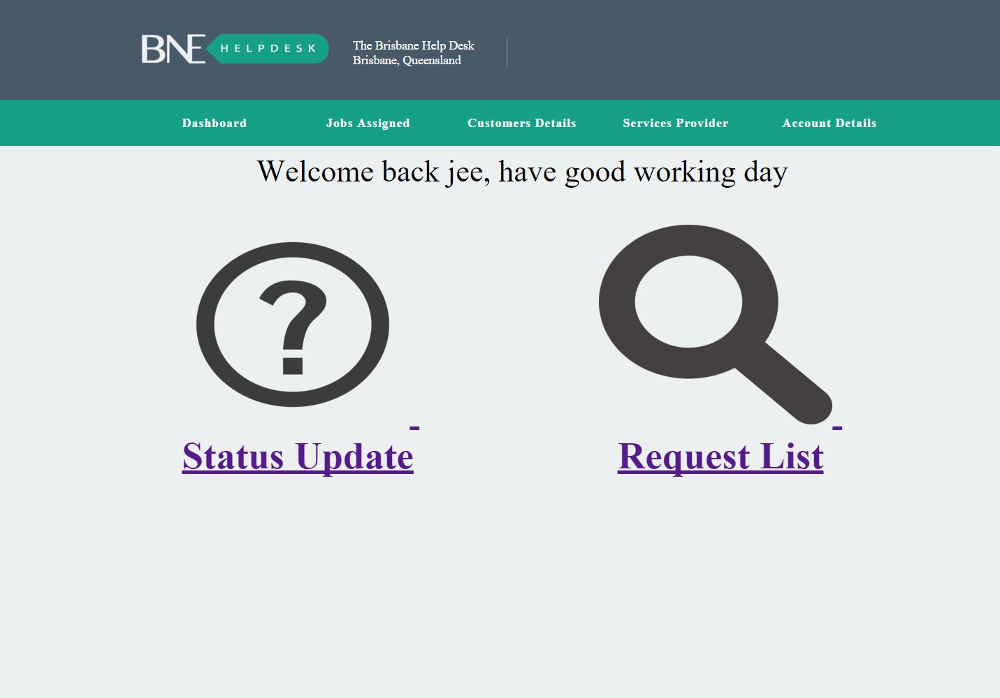 BNE HELPDESK
The Brisbane Help Desk
Brisbane, Queensland
Dashboard Jobs Assigned Customers Details Services Provider Account Details
Welcome back jee, have good working day
?
Status Update Request List